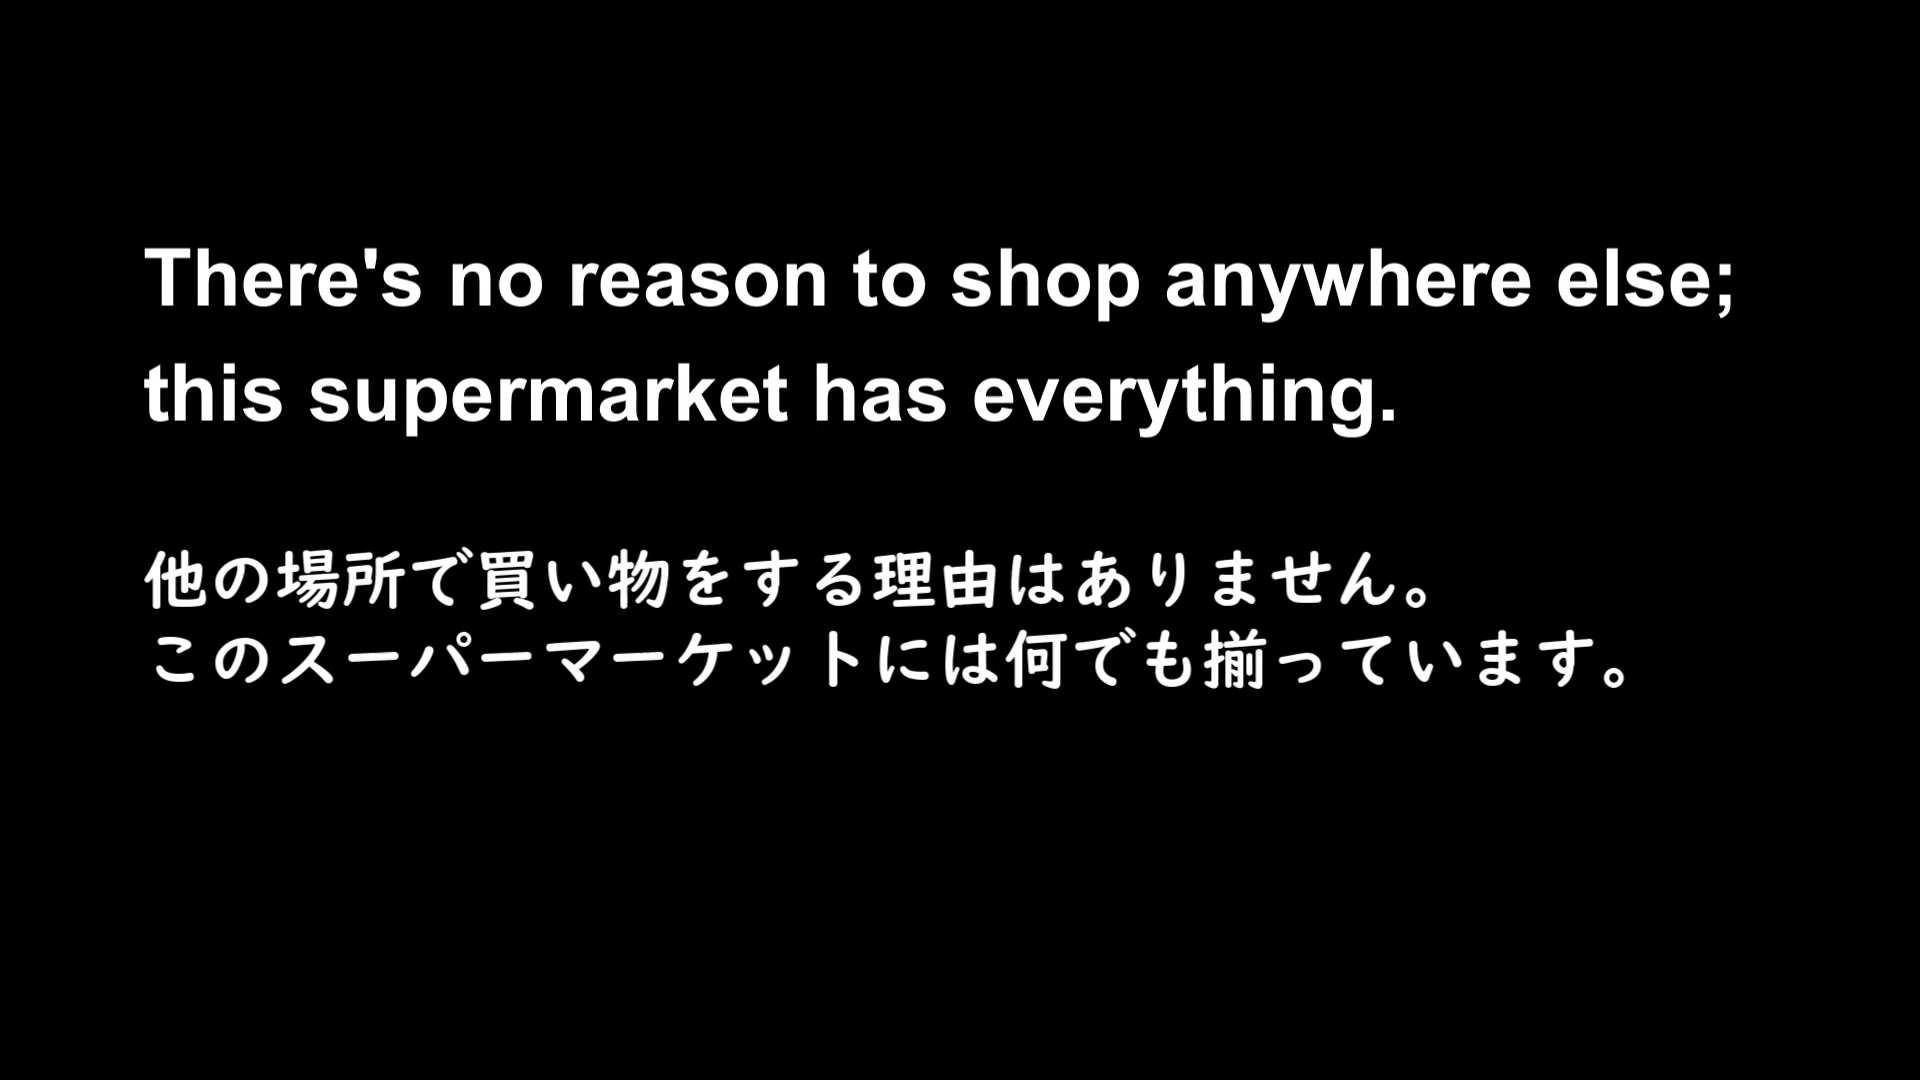 There's no reason to shop anywhere else;
this supermarket has everything.
他の場所で買い物をする理由はありません。
このスーパーマーケットには何でも揃っています。